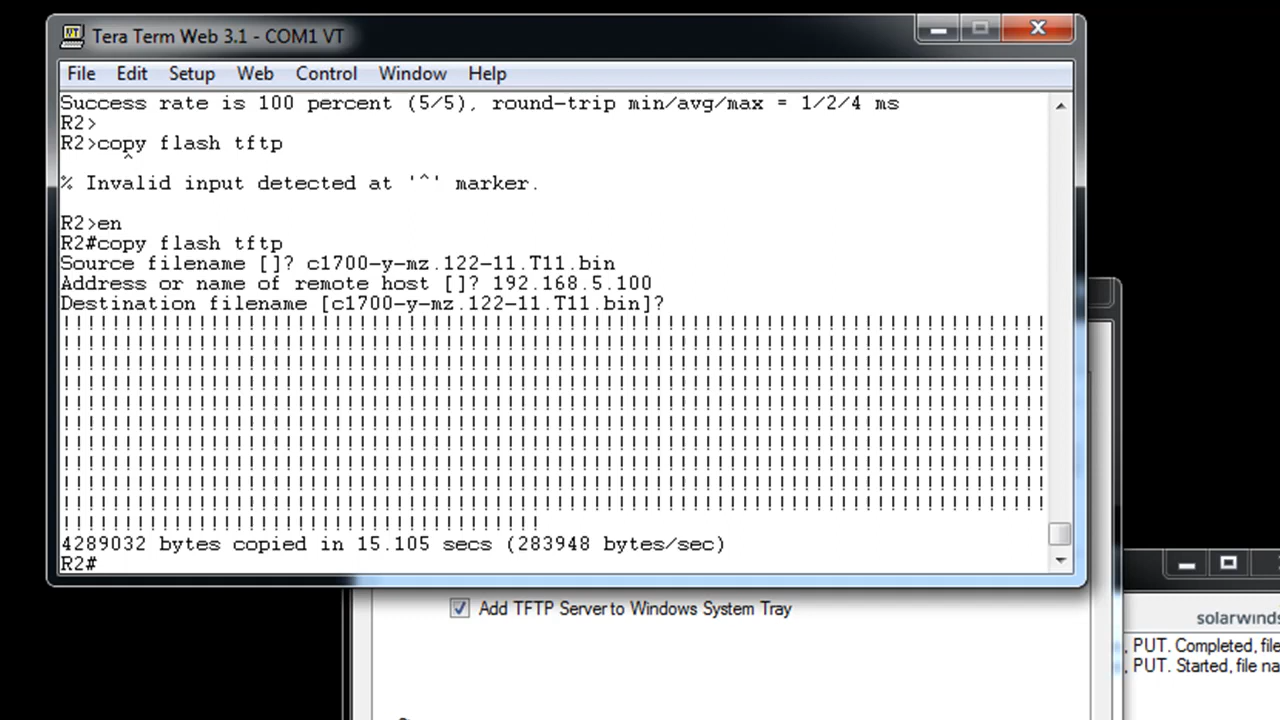 Tera Term Web 3.1 - COM1 VT
File Edit Setup Web Control Window Help
Success rate is 100 percent (5/5), round-trip min/avg/max = 1/2/4 ms
R2>
R2>copy flash tftp
^
% Invalid input detected at '^' marker.
R2>en
R2#copy flash tftp
Source filename []? c1700-y-mz.122-11.T11.bin
Address or name of remote host []? 192.168.5.100
Destination filename [c1700-y-mz.122-11.T11.bin]?
!!!!!!!!!!!!!!!!!!!!!!!!!!!!!!!!!!!!!!!!!!!!!!!!!!!!!!!!!!!!!!!!!!!!!!!!!!!!!!!!
!!!!!!!!!!!!!!!!!!!!!!!!!!!!!!!!!!!!!!!!!!!!!!!!!!!!!!!!!!!!!!!!!!!!!!!!!!!!!!!!
!!!!!!!!!!!!!!!!!!!!!!!!!!!!!!!!!!!!!!!!!!!!!!!!!!!!!!!!!!!!!!!!!!!!!!!!!!!!!!!!
!!!!!!!!!!!!!!!!!!!!!!!!!!!!!!!!!!!!!!!!!!!!!!!!!!!!!!!!!!!!!!!!!!!!!!!!!!!!!!!!
!!!!!!!!!!!!!!!!!!!!!!!!!!!!!!!!!!!!!!!!!!!!!!!!!!!!!!!!!!!!!!!!!!!!!!!!!!!!!!!!
!!!!!!!!!!!!!!!!!!!!!!!!!!!!!!!!!!!!!!!!!!!!!!!!!!!!!!!!!!!!!!!!!!!!!!!!!!!!!!!!
!!!!!!!!!!!!!!!!!!!!!!!!!!!!!!!!!!!!!!!!!!!!!!!!!!!!!!!!!!!!!!!!!!!!!!!!!!!!!!!!
!!!!!!!!!!!!!!!!!!!!!!!!!!!!!!!!!!!!!!!!!!!!!!!!!!!!!!!!!!!!!!!!!!!!!!!!!!!!!!!!
!!!!!!!!!!!!!!!!!!!!!!!!!!!!!!!!!!!!!!!!!!!!!!!!!!!!!!!!!!!!!!!!!!!!!!!!!!!!!!!!
!!!!!!!!!!!!!!!!!!!!!!!!!!!!!!!!!!!!!!!!!!!!!!!!!!!!!!!!!!!!!!!!!!!!!!!!!!!!!!!!
!!!!!!!!!!!!!!!!!!!!!!!!!!!!!!!!!!!!!!!
4289032 bytes copied in 15.105 secs (283948 bytes/sec)
R2#
Add TFTP Server to Windows System Tray
solarwinds
, PUT. Completed, file
, PUT. Started, file na